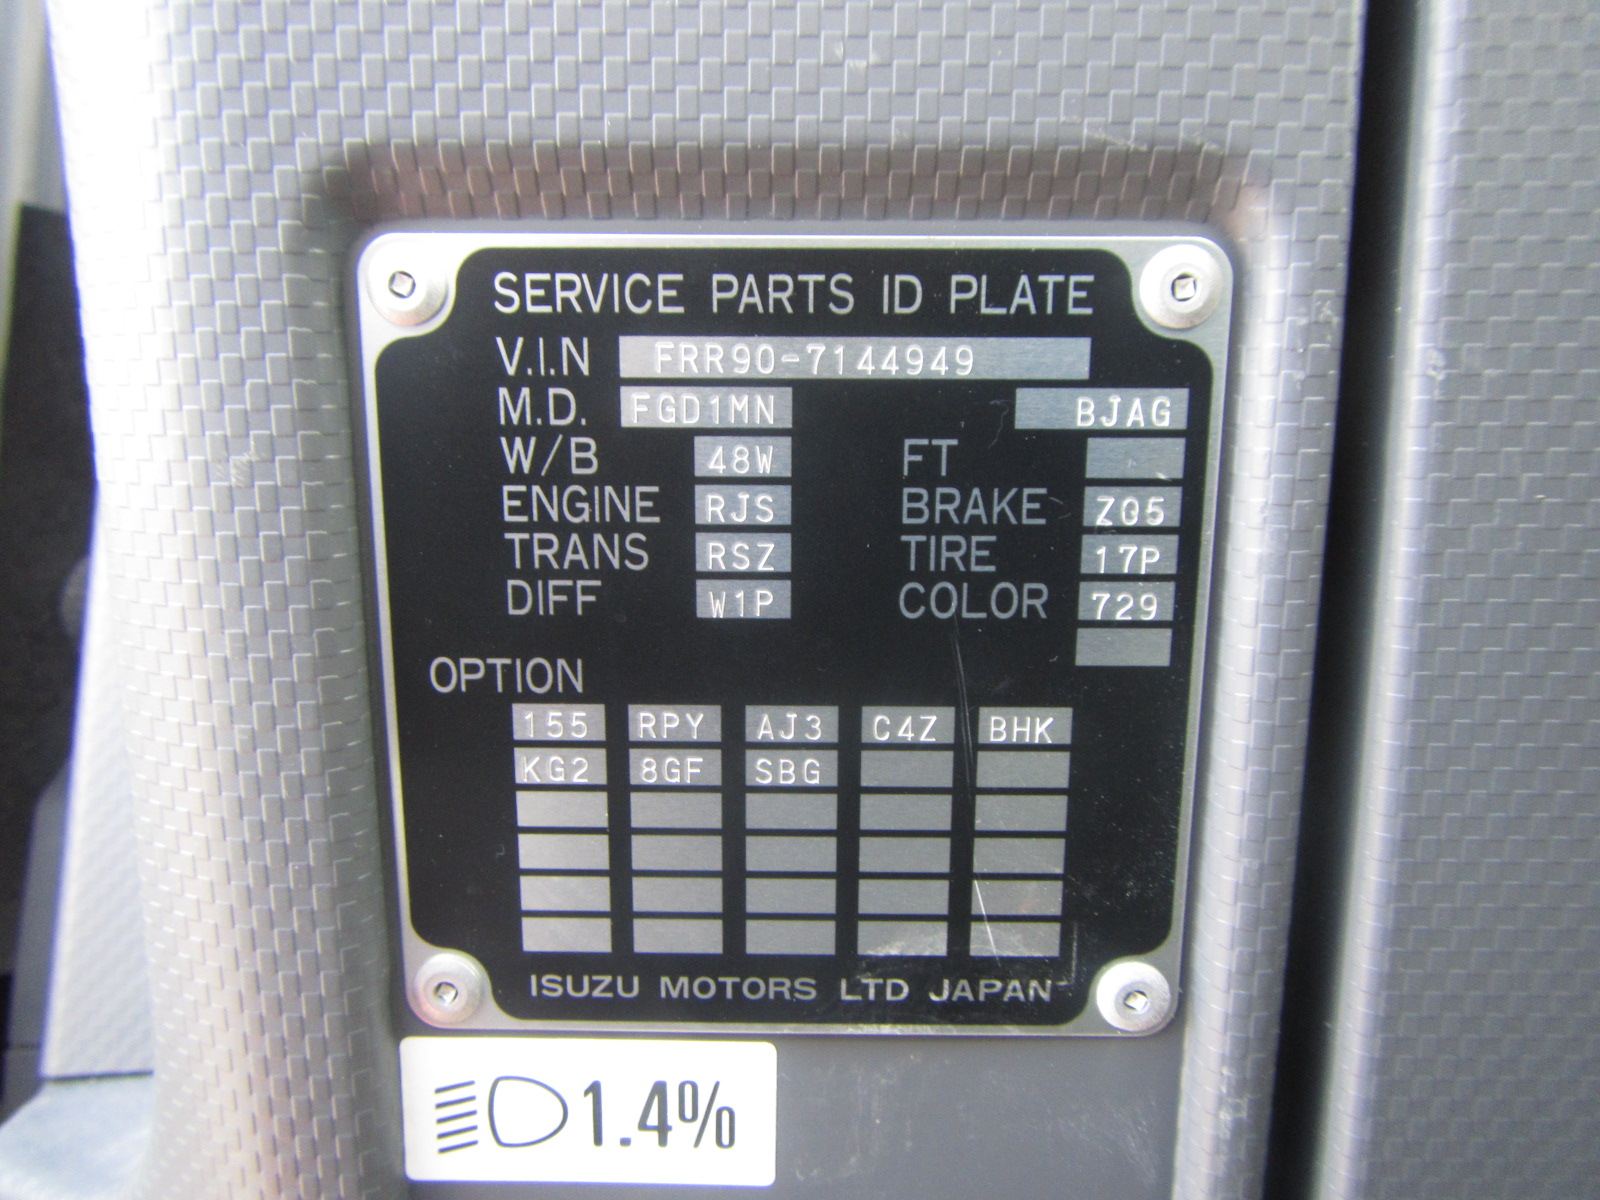 SERVICE PARTS ID PLATE
V.I.N FRR90-7144949
M.D. FGD1MN BJAG
W/B 48W FT
ENGINE RJS BRAKE Z05
TRANS RSZ TIRE 17P
DIFF W1P COLOR 729
OPTION
155 RPY AJ3 C4Z BHK
KG2 8GF SBG
ISUZU MOTORS LTD JAPAN
1.4%